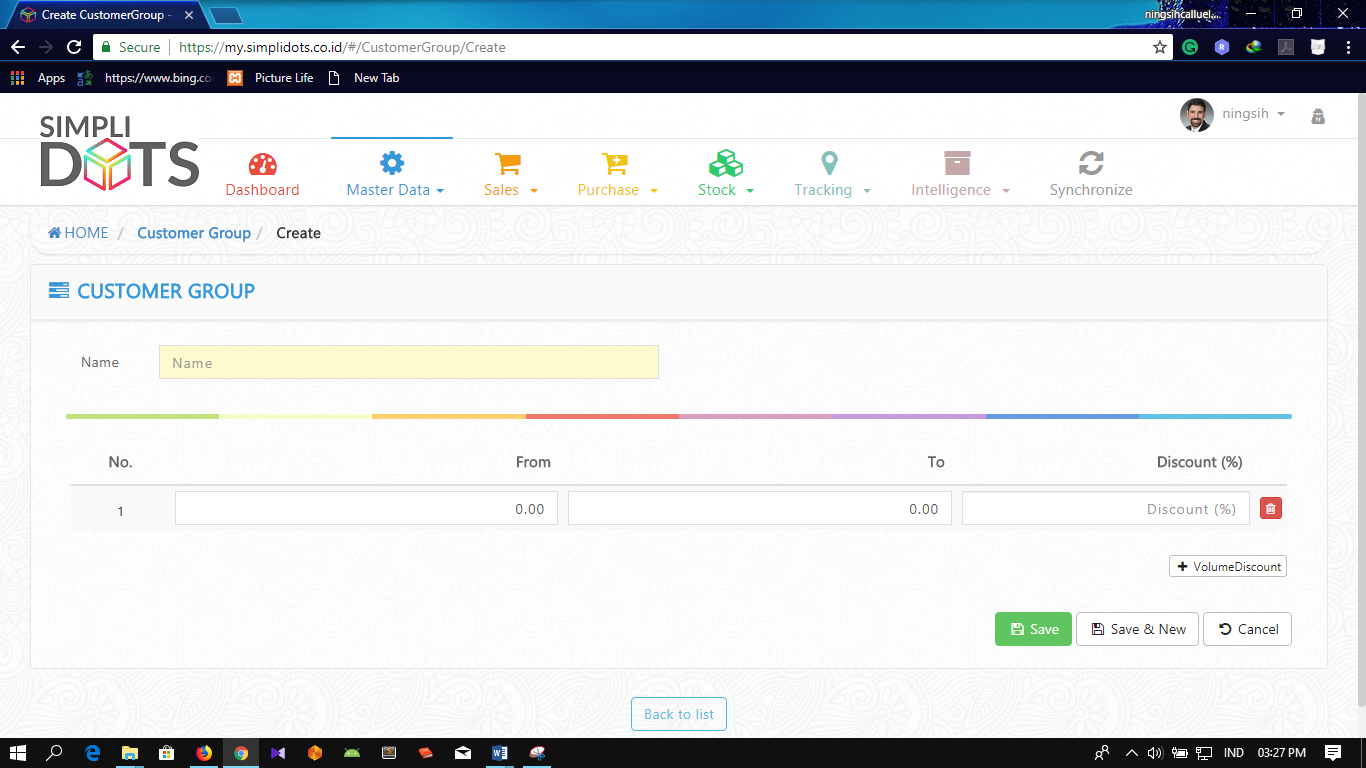 Create CustomerGroup -
ningsihcalluel...
Secure https://my.simplidots.co.id/#/CustomerGroup/Create
Apps https://www.bing.co Picture Life New Tab
ningsih
SIMPLI
DOTS
Dashboard Master Data Sales Purchase Stock Tracking Intelligence Synchronize
HOME / Customer Group / Create
CUSTOMER GROUP
Name Name
No. From To Discount (%)
1 0.00 0.00 Discount (%)
+ VolumeDiscount
Save Save & New Cancel
Back to list
IND 03:27 PM